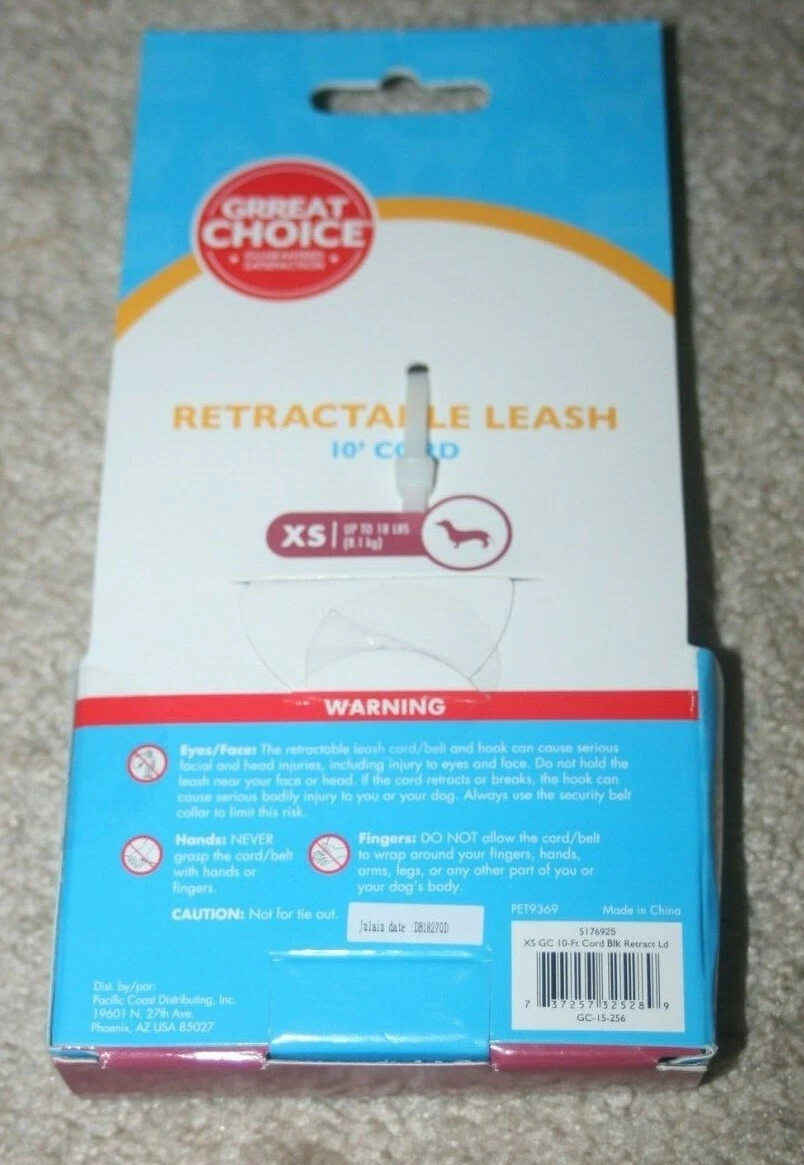 GRREAT
CHOICE
GUARANTEED
SATISFACTION
RETRACTABLE LEASH
10' CORD
XS UP TO 18 LBS
(8.1 kg)
WARNING
Eyes/Face: The retractable leash cord/belt and hook can cause serious
facial and head injuries, including injury to eyes and face. Do not hold the
leash near your face or head. If the cord retracts or breaks, the hook can
cause serious bodily injury to you or your dog. Always use the security belt
collar to limit this risk.
Hands: NEVER
grasp the cord/belt
with hands or
fingers.
Fingers: DO NOT allow the cord/belt
to wrap around your fingers, hands,
arms, legs, or any other part of you or
your dog's body.
CAUTION: Not for tie out.
Julain date :DB18270D
PET9369 Made in China
5176925
XS GC 10-Ft Cord Blk Retract Ld
7 37257 32528 9
GC-15-256
Dist. by/par:
Pacific Coast Distributing, Inc.
19601 N. 27th Ave.
Phoenix, AZ USA 85027